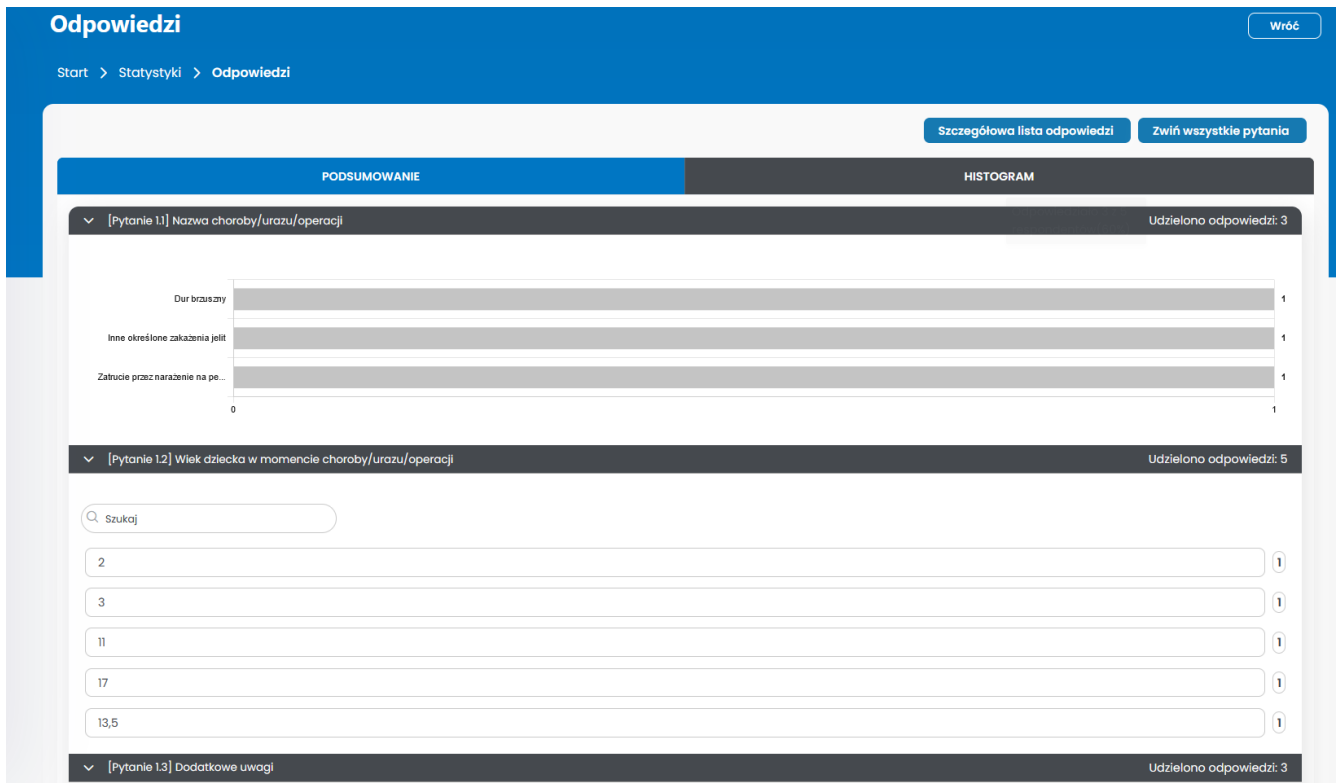 Odpowiedzi
Wróć
Start > Statystyki > Odpowiedzi
Szczegółowa lista odpowiedzi
Zwiń wszystkie pytania
PODSUMOWANIE
HISTOGRAM
[Pytanie 1.1] Nazwa choroby/urazu/operacji
Udzielono odpowiedzi: 3
Dur brzuszny
1
Inne określone zakażenia jelit
1
Zatrucie przez narażenie na pe...
1
0
1
[Pytanie 1.2] Wiek dziecka w momencie choroby/urazu/operacji
Udzielono odpowiedzi: 5
Szukaj
2
1
3
1
11
1
17
1
13,5
1
[Pytanie 1.3] Dodatkowe uwagi
Udzielono odpowiedzi: 3